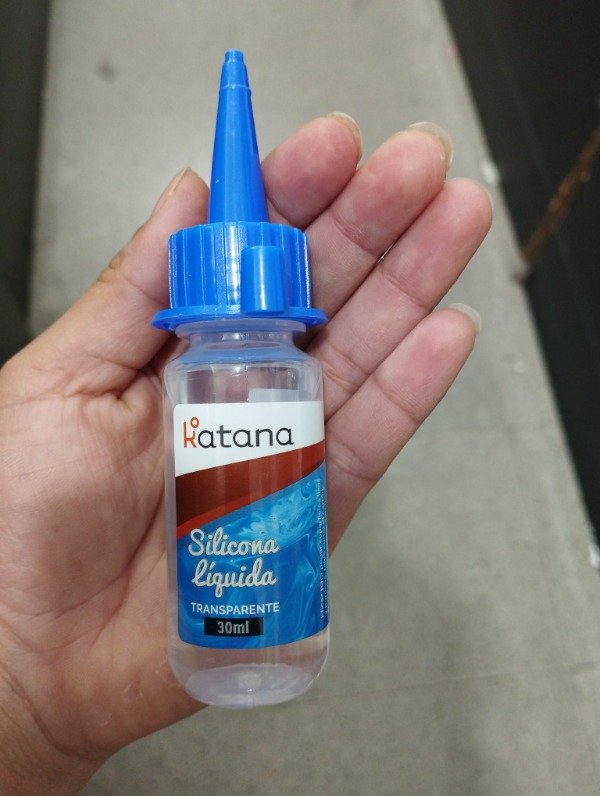 katana
Silicona
líquida
TRANSPARENTE
30ml